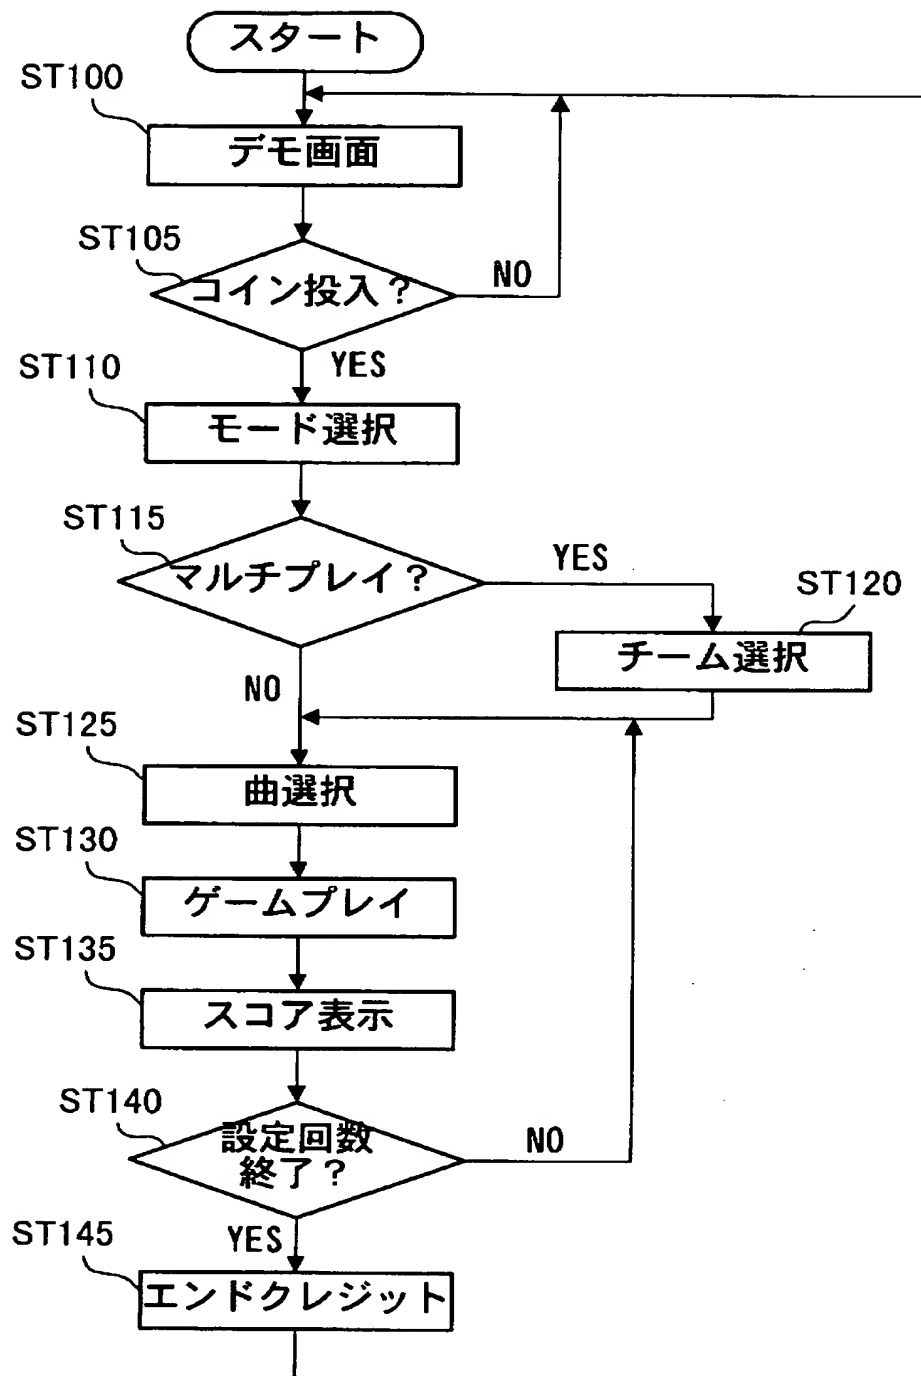 スタート
ST100
デモ画面
ST105
コイン投入？
NO
YES
ST110
モード選択
ST115
マルチプレイ？
YES
ST120
チーム選択
NO
ST125
曲選択
ST130
ゲームプレイ
ST135
スコア表示
ST140
設定回数
終了？
NO
YES
ST145
エンドクレジット